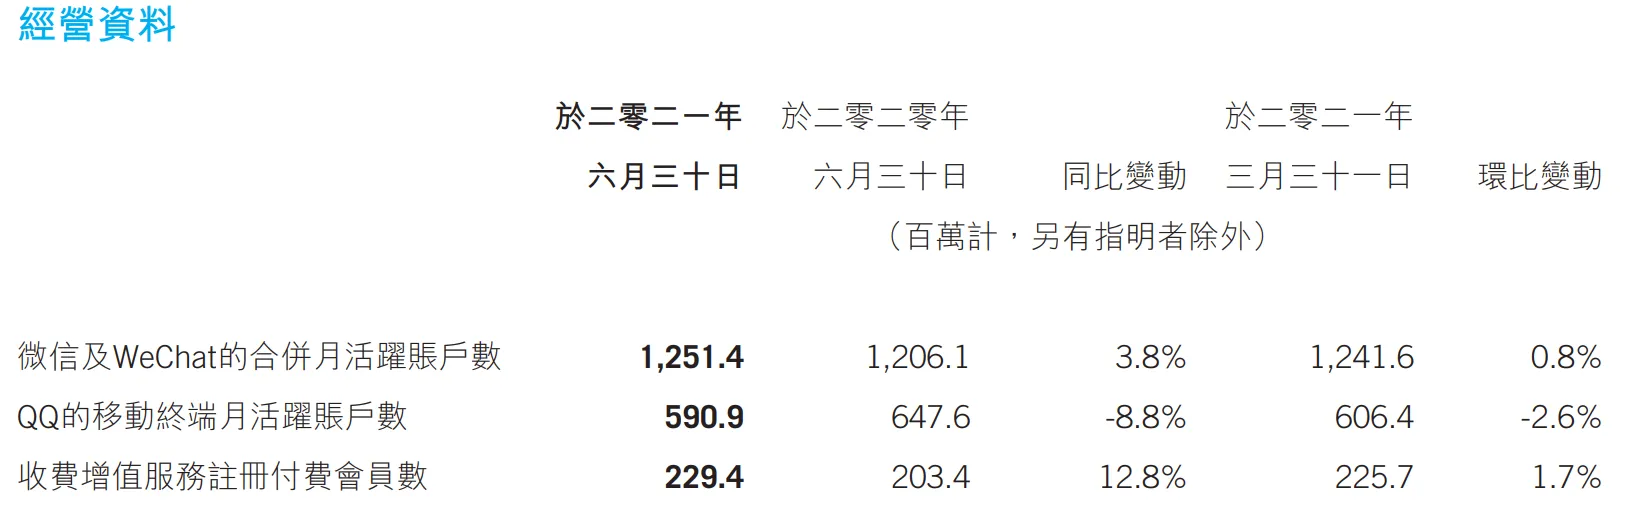 經營資料
於二零二一年 於二零二零年 於二零二一年
六月三十日 六月三十日 同比變動 三月三十一日 環比變動
（百萬計，另有指明者除外）
微信及WeChat的合併月活躍賬戶數 1,251.4 1,206.1 3.8% 1,241.6 0.8%
QQ的移動終端月活躍賬戶數 590.9 647.6 -8.8% 606.4 -2.6%
收費增值服務註冊付費會員數 229.4 203.4 12.8% 225.7 1.7%